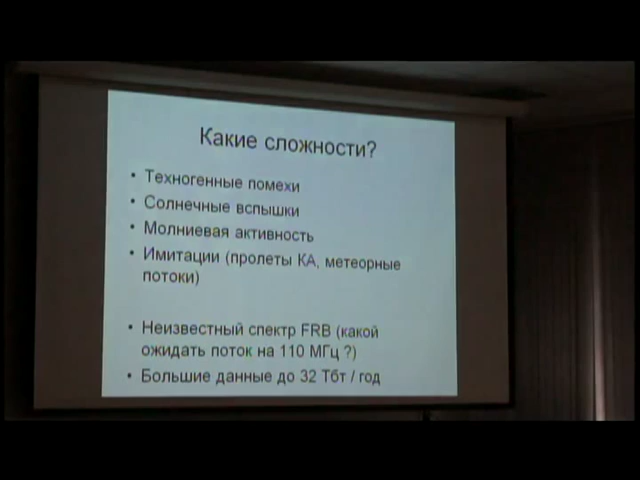 Какие сложности?
• Техногенные помехи
• Солнечные вспышки
• Молниевая активность
• Имитации (пролеты КА, метеорные
потоки)
• Неизвестный спектр FRB (какой
ожидать поток на 110 МГц ?)
• Большие данные до 32 Тбт / год